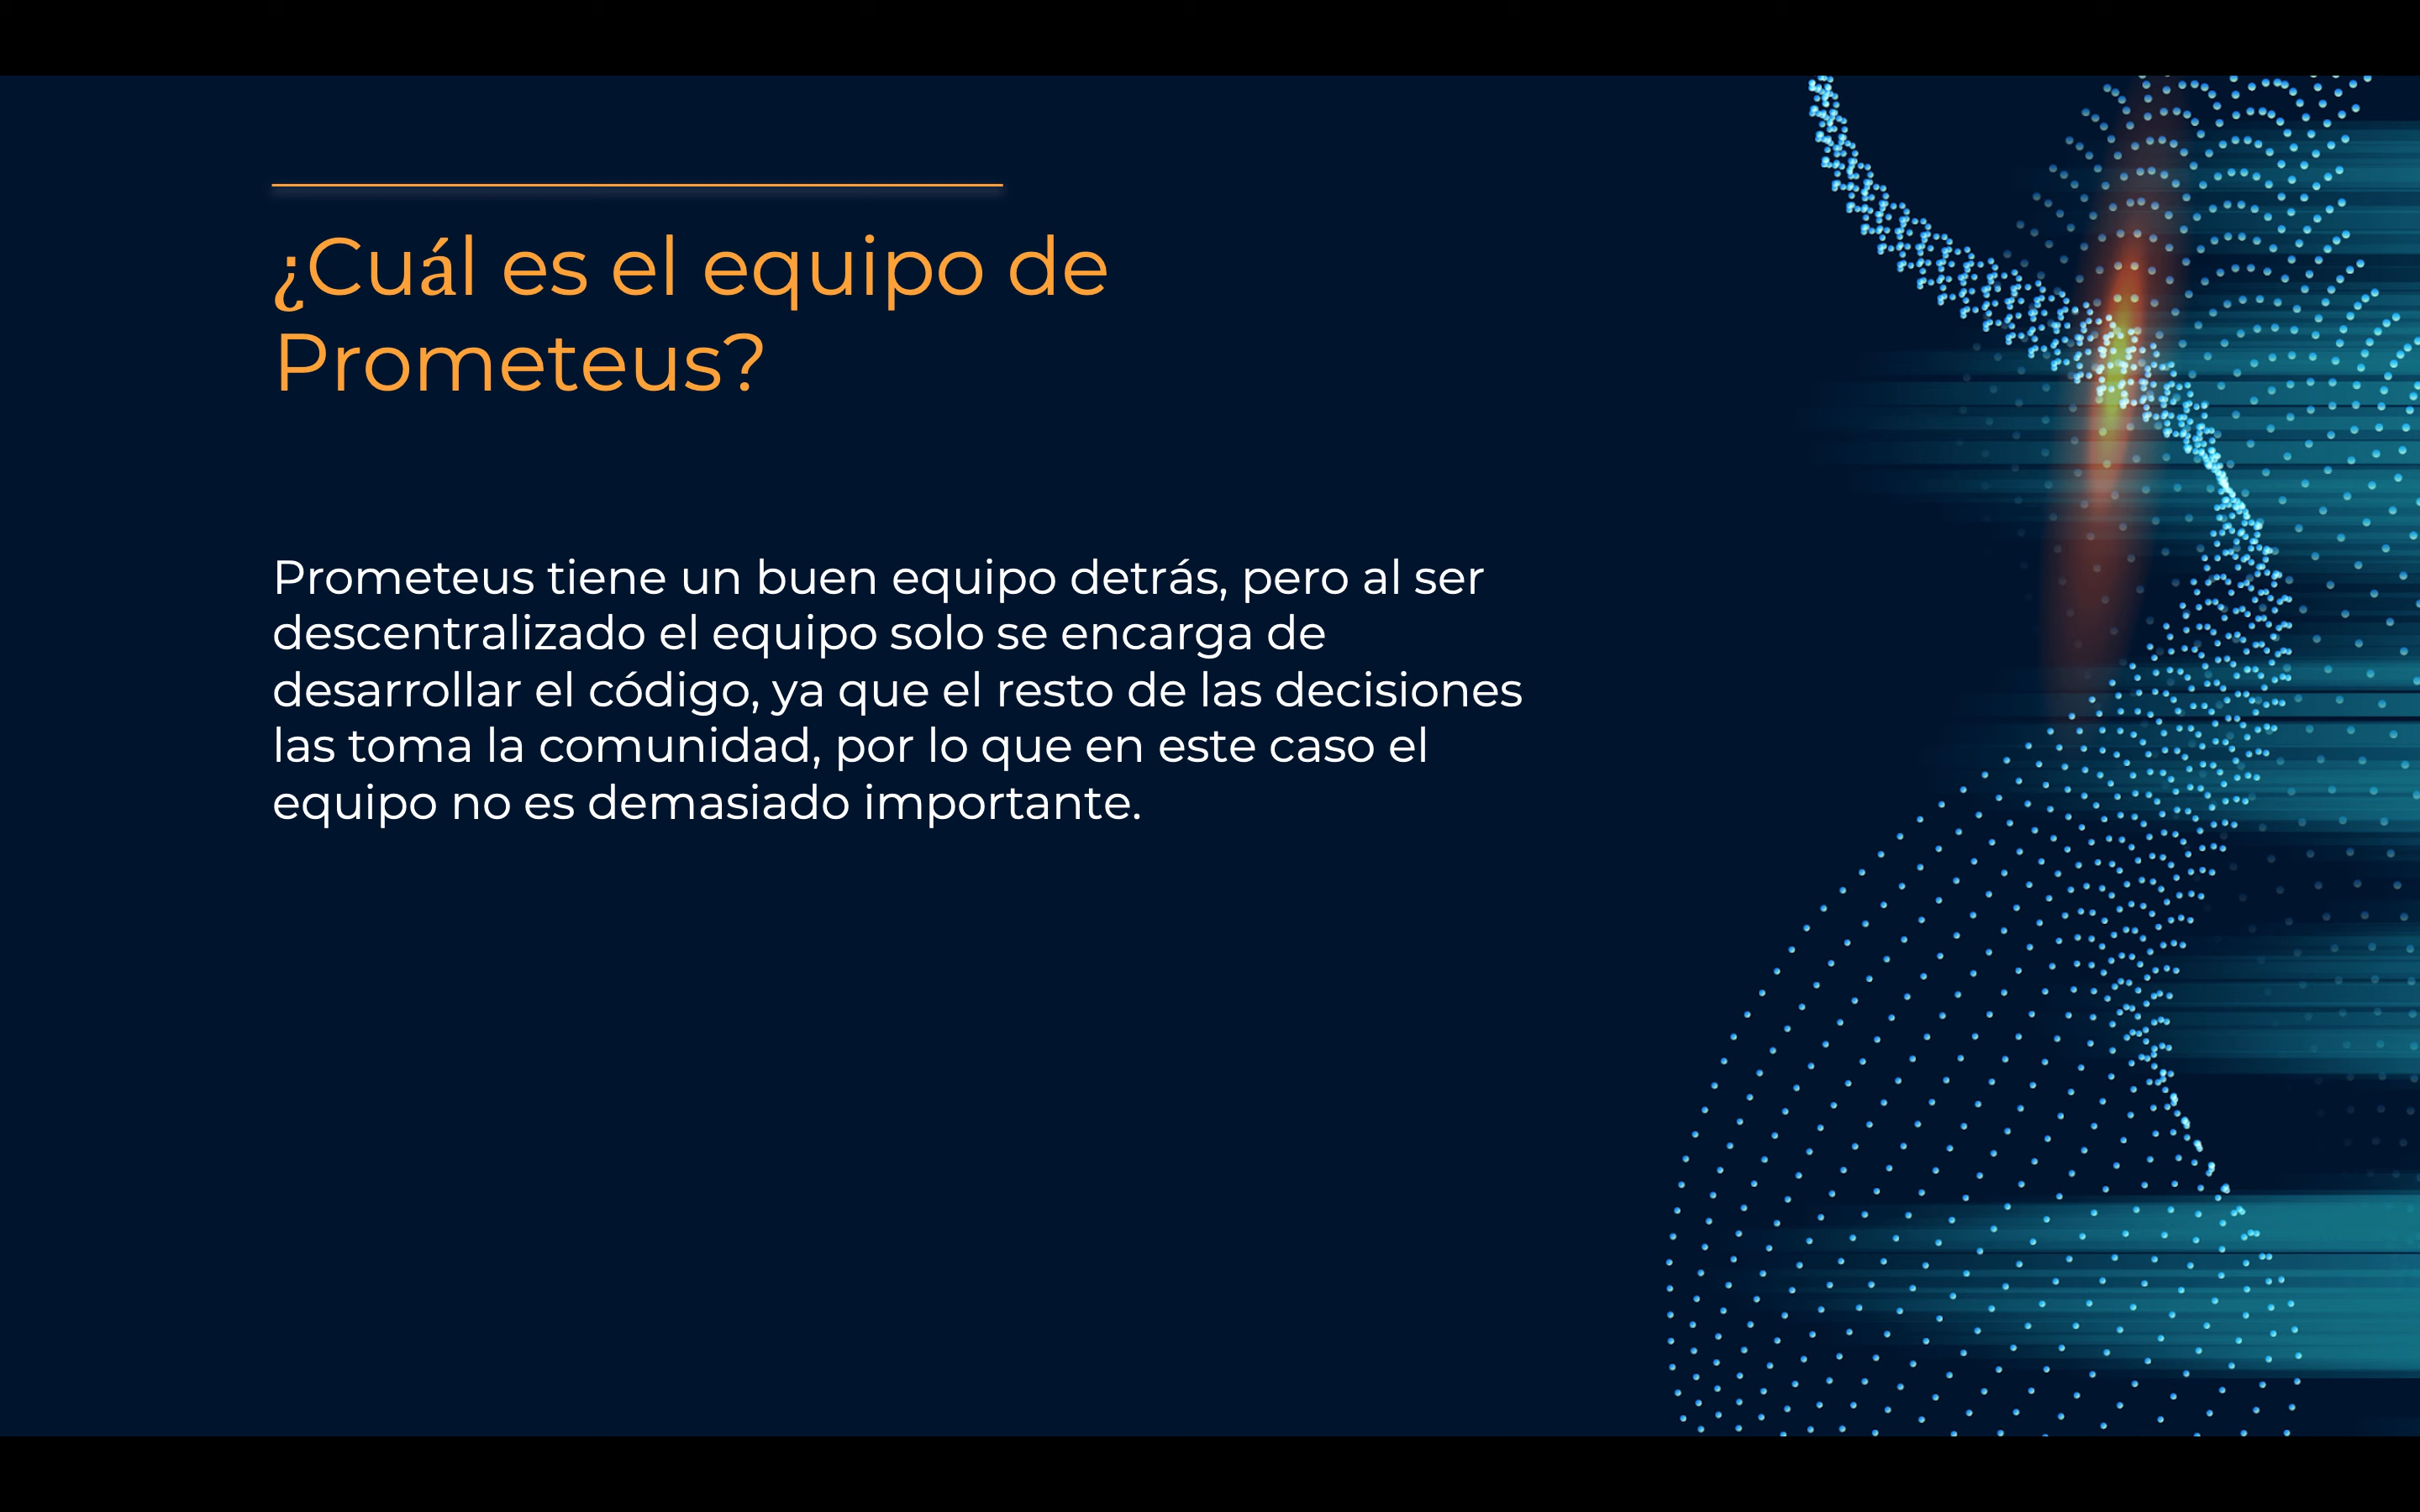 ¿Cuál es el equipo de
Prometeus?
Prometeus tiene un buen equipo detrás, pero al ser
descentralizado el equipo solo se encarga de
desarrollar el código, ya que el resto de las decisiones
las toma la comunidad, por lo que en este caso el
equipo no es demasiado importante.